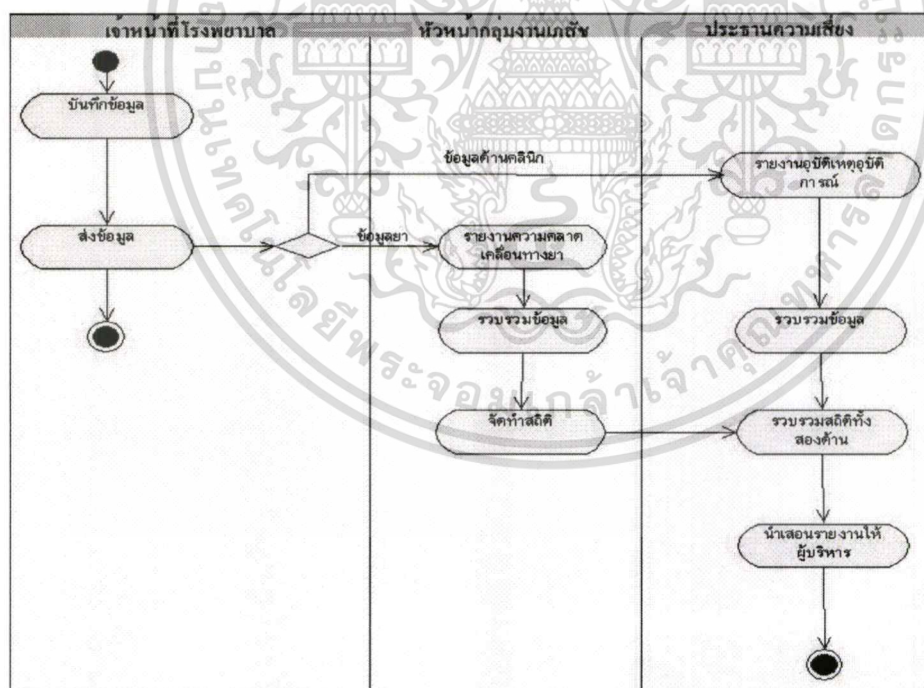 เจ้าหน้าที่โรงพยาบาล
หัวหน้ากลุ่มงานเภสัช
ประธานความเสี่ยง
บันทึกข้อมูล
ข้อมูลด้านคลินิก
รายงานอุบัติเหตุอุบัติ
การณ์
ส่งข้อมูล
ข้อมูลยา
รายงานความคลาด
เคลื่อนทางยา
รวบรวมข้อมูล
รวบรวมข้อมูล
จัดทำสถิติ
รวบรวมสถิติทั้ง
สองด้าน
นำเสนอรายงานให้
ผู้บริหาร